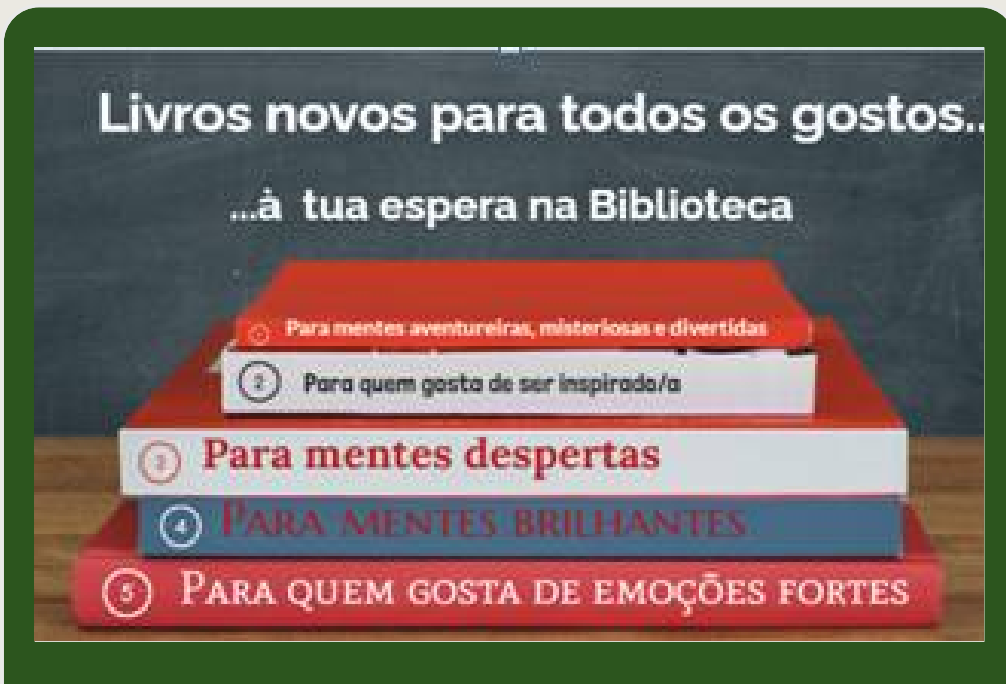 Livros novos para todos os gostos..
...à tua espera na Biblioteca
1 Para mentes aventureiras, misteriosas e divertidas
2 Para quem gosta de ser inspirado/a
3 Para mentes despertas
4 PARA MENTES BRILHANTES
5 PARA QUEM GOSTA DE EMOÇÕES FORTES